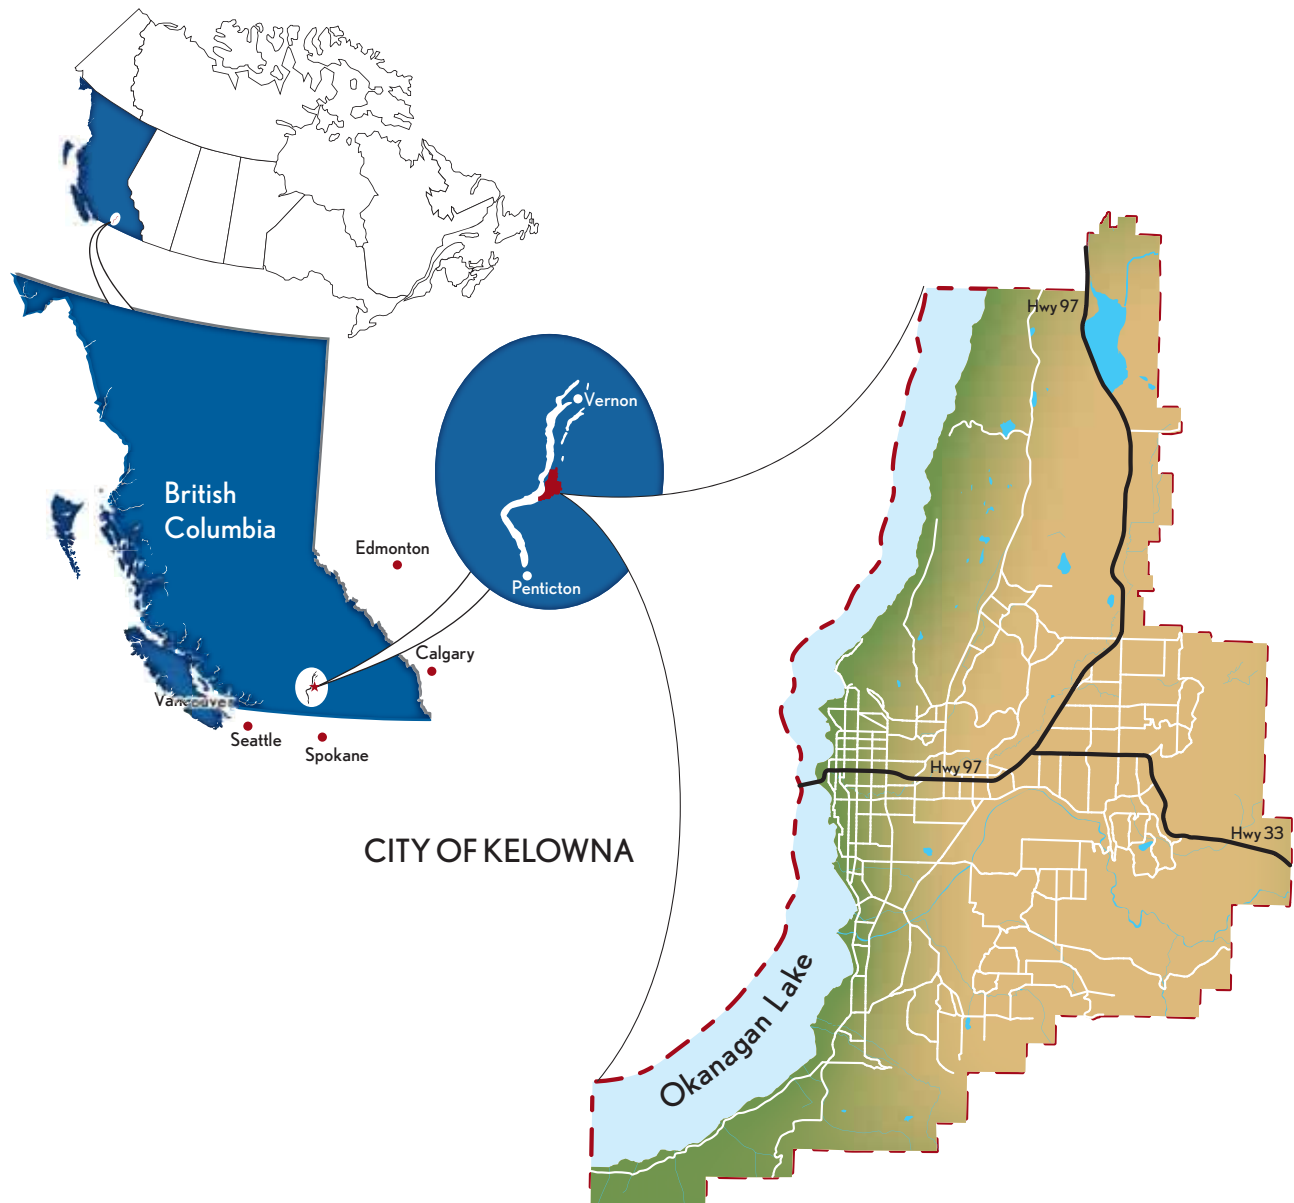 Hwy 97
Vernon
British
Columbia
Edmonton
Penticton
Calgary
Vancouver
Seattle
Spokane
Hwy 97
Hwy 33
CITY OF KELOWNA
Okanagan Lake